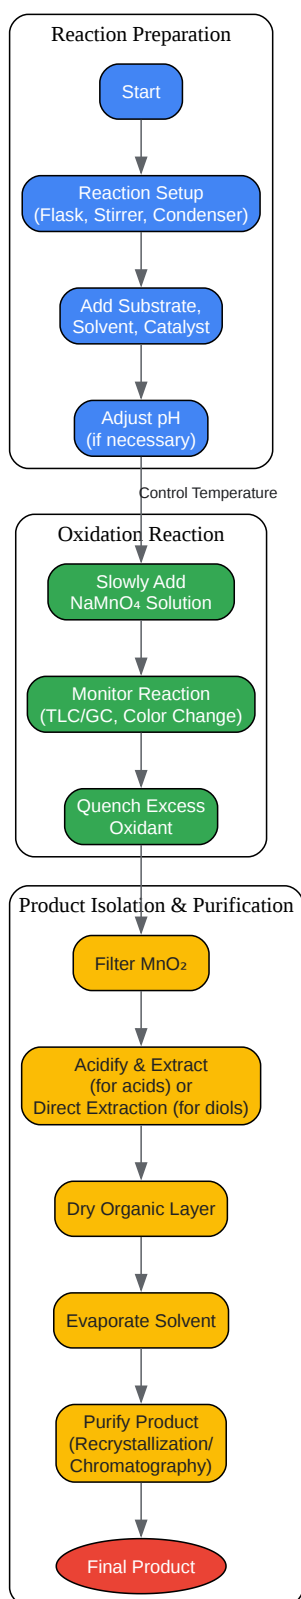 Reaction Preparation
Start
Reaction Setup
(Flask, Stirrer, Condenser)
Add Substrate,
Solvent, Catalyst
Adjust pH
(if necessary)
Control Temperature
Oxidation Reaction
Slowly Add
NaMnO₄ Solution
Monitor Reaction
(TLC/GC, Color Change)
Quench Excess
Oxidant
Product Isolation & Purification
Filter MnO₂
Acidify & Extract
(for acids) or
Direct Extraction (for diols)
Dry Organic Layer
Evaporate Solvent
Purify Product
(Recrystallization/
Chromatography)
Final Product